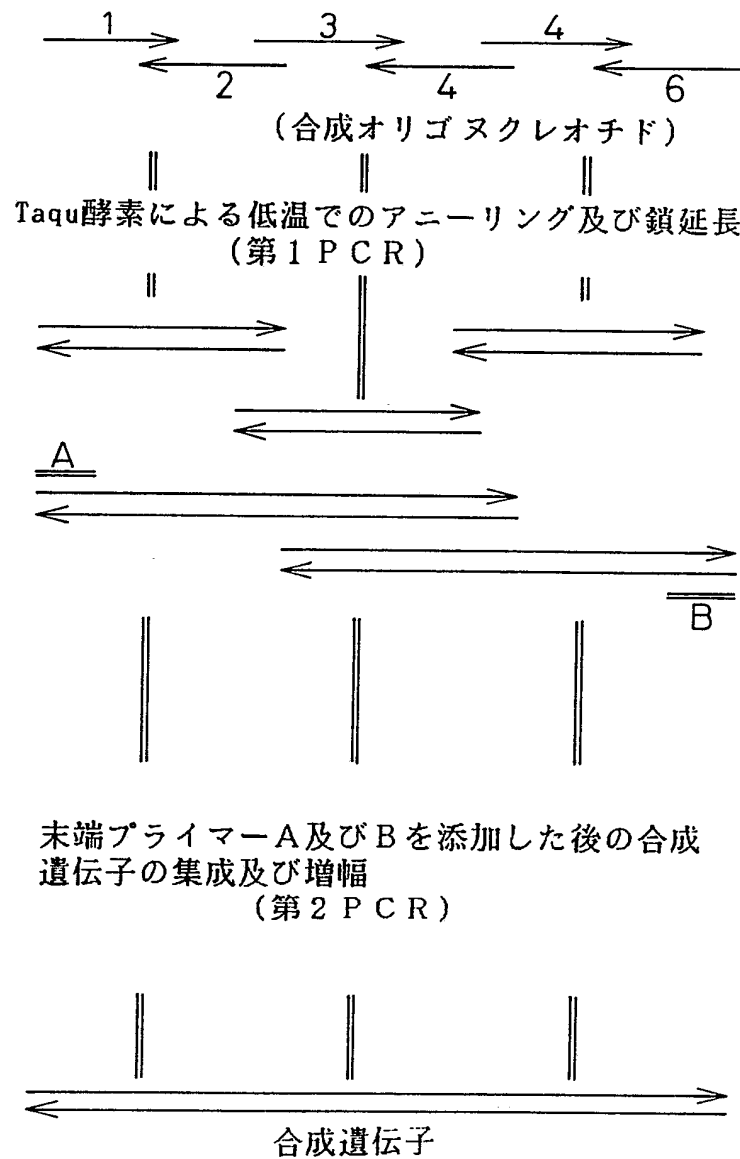 1 3 4
2 4 6
(合成オリゴヌクレオチド)
Taqu酵素による低温でのアニーリング及び鎖延長
(第1PCR)
A
B
末端プライマーA及びBを添加した後の合成
遺伝子の集成及び増幅
(第2PCR)
合成遺伝子